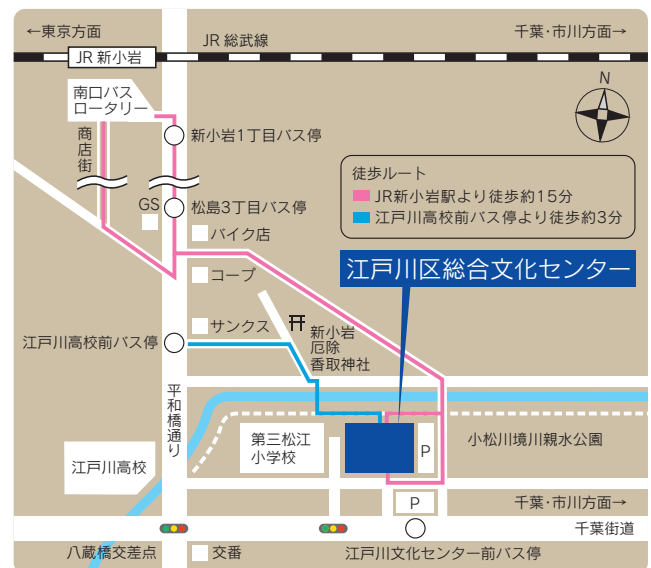 ←東京方面
JR 総武線
千葉・市川方面→
JR 新小岩
N
南口バス
ロータリー
商店街
新小岩1丁目バス停
徒歩ルート
JR新小岩駅より徒歩約15分
江戸川高校前バス停より徒歩約3分
GS
松島3丁目バス停
バイク店
江戸川区総合文化センター
コープ
サンクス
新小岩
厄除
香取神社
江戸川高校前バス停
平和橋通り
第三松江
小学校
P
小松川境川親水公園
江戸川高校
P
千葉・市川方面→
千葉街道
八蔵橋交差点
交番
江戸川文化センター前バス停